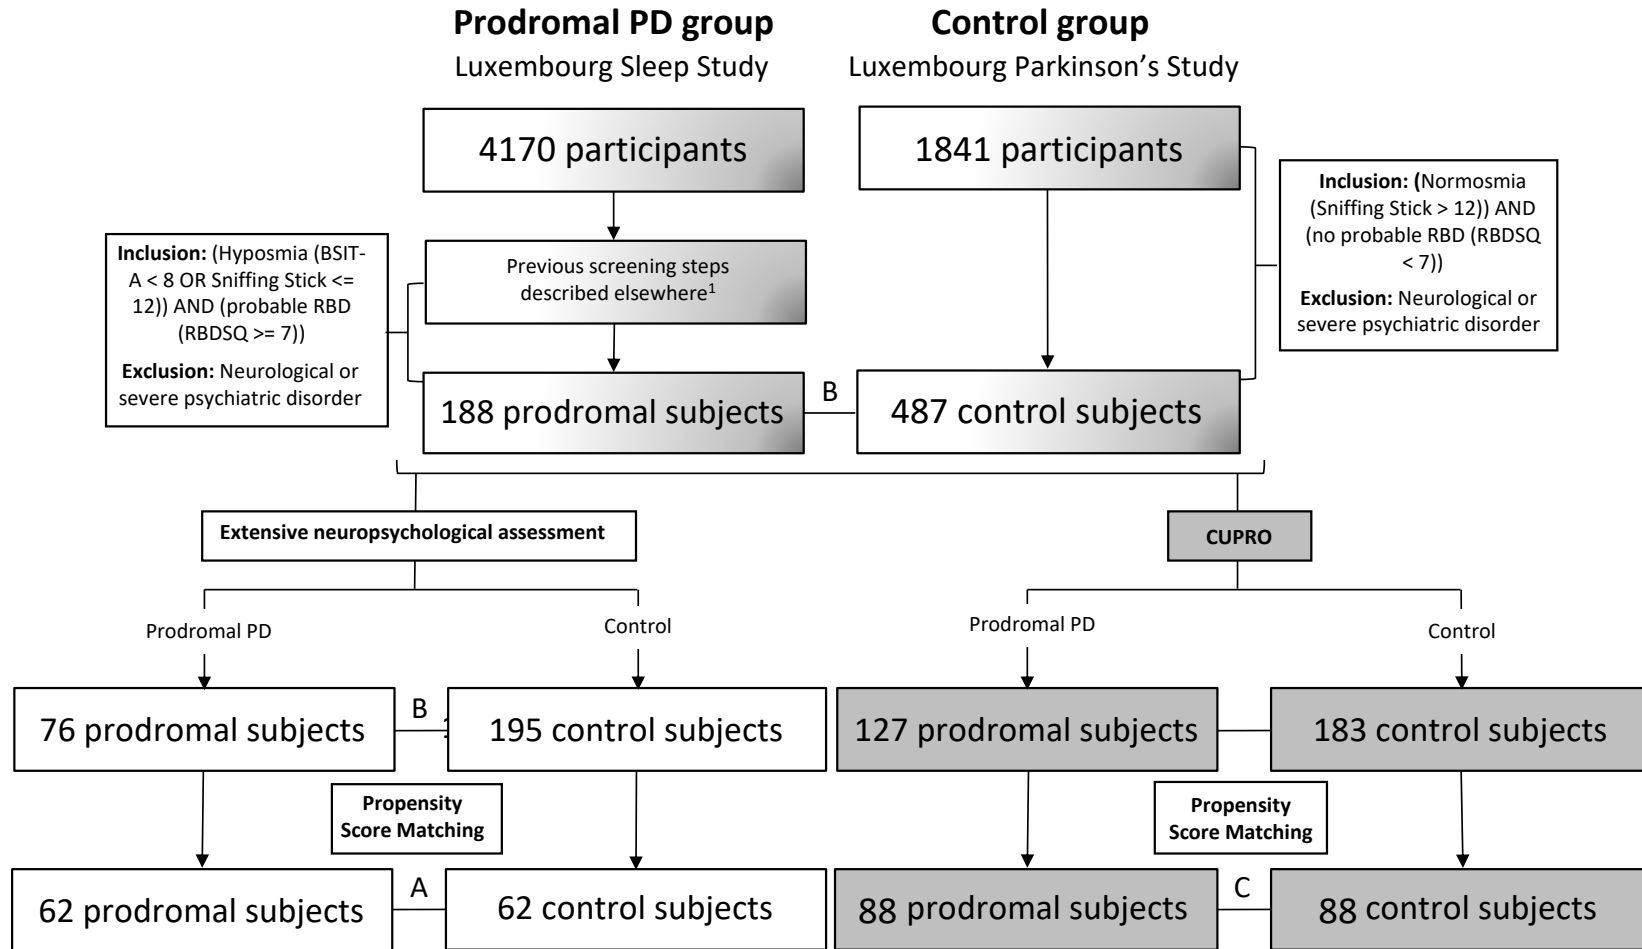 Prodromal PD group
Luxembourg Sleep Study
Control group
Luxembourg Parkinson’s Study
4170 participants
1841 participants
Inclusion: (Normosmia
(Sniffing Stick > 12)) AND
(no probable RBD (RBDSQ
< 7))
Exclusion: Neurological or
severe psychiatric disorder
Inclusion: (Hyposmia (BSIT-
A < 8 OR Sniffing Stick <=
12)) AND (probable RBD
(RBDSQ >= 7))
Exclusion: Neurological or
severe psychiatric disorder
Previous screening steps
described elsewhere1
188 prodromal subjects
B
487 control subjects
Extensive neuropsychological assessment
CUPRO
Prodromal PD
Control
Prodromal PD
Control
76 prodromal subjects
B
195 control subjects
127 prodromal subjects
183 control subjects
Propensity
Score Matching
Propensity
Score Matching
62 prodromal subjects
A
62 control subjects
88 prodromal subjects
C
88 control subjects